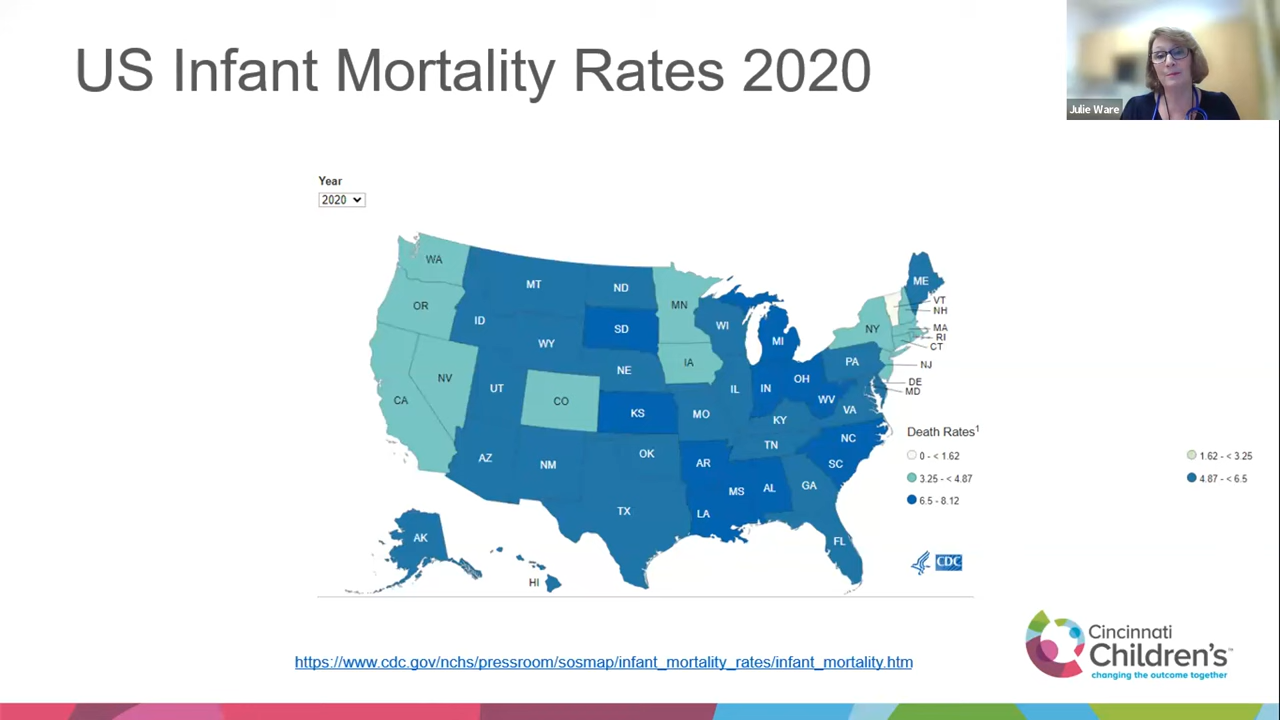 US Infant Mortality Rates 2020
Julie Ware
Year
2020
WA
OR
CA
NV
ID
MT
WY
UT
AZ
CO
NM
ND
SD
NE
KS
OK
TX
MN
IA
MO
AR
LA
WI
IL
MS
MI
IN
OH
KY
TN
AL
GA
FL
SC
NC
VA
WV
PA
NY
ME
VT
NH
MA
RI
CT
NJ
DE
MD
AK
HI
Death Rates¹
0 - < 1.62
1.62 - < 3.25
3.25 - < 4.87
4.87 - < 6.5
6.5 - 8.12
CDC
https://www.cdc.gov/nchs/pressroom/sosmap/infant_mortality_rates/infant_mortality.htm
Cincinnati
Children's™
changing the outcome together